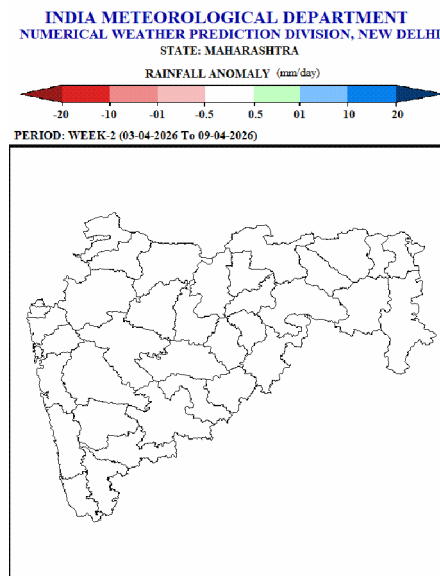 INDIA METEOROLOGICAL DEPARTMENT
NUMERICAL WEATHER PREDICTION DIVISION, NEW DELHI
STATE: MAHARASHTRA
RAINFALL ANOMALY (mm/day)
-20 -10 -01 -0.5 0.5 01 10 20
PERIOD: WEEK-2 (03-04-2026 To 09-04-2026)